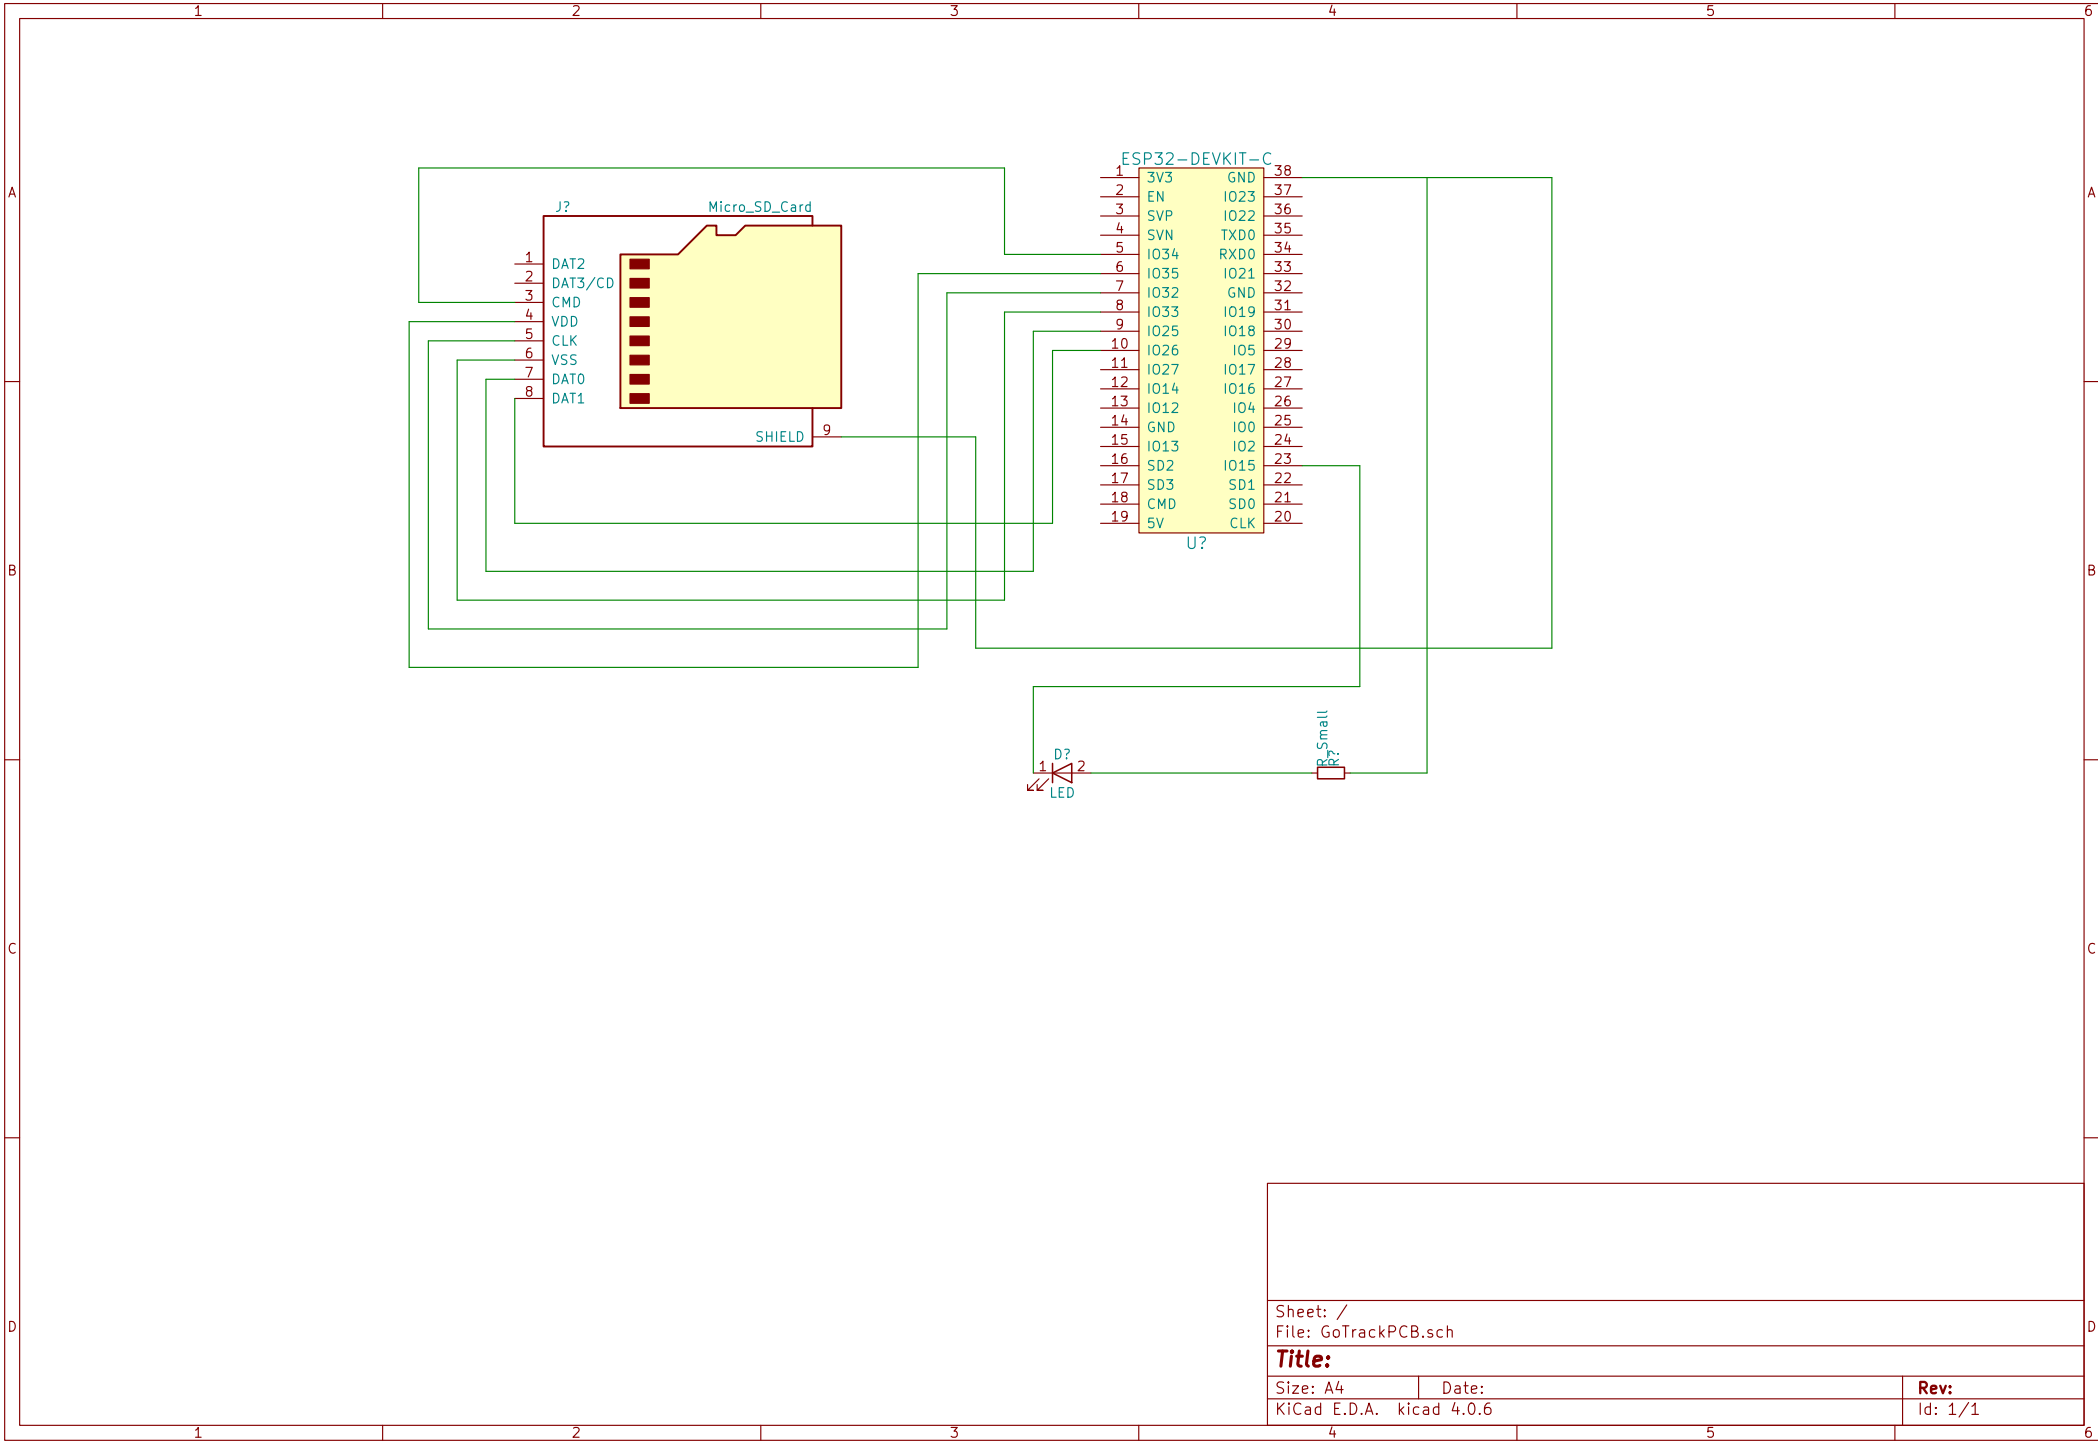 1 2 3 4 5 6
A A
B B
C C
D D
J? Micro_SD_Card
1 DAT2
2 DAT3/CD
3 CMD
4 VDD
5 CLK
6 VSS
7 DAT0
8 DAT1
SHIELD 9
ESP32-DEVKIT-C
1 3V3 GND 38
2 EN IO23 37
3 SVP IO22 36
4 SVN TXD0 35
5 IO34 RXD0 34
6 IO35 IO21 33
7 IO32 GND 32
8 IO33 IO19 31
9 IO25 IO18 30
10 IO26 IO5 29
11 IO27 IO17 28
12 IO14 IO16 27
13 IO12 IO4 26
14 GND IO0 25
15 IO13 IO2 24
16 SD2 IO15 23
17 SD3 SD1 22
18 CMD SD0 21
19 5V CLK 20
U?
R_Small
R?
D?
1 2
LED
Sheet: /
File: GoTrackPCB.sch
Title:
Size: A4 Date: Rev:
KiCad E.D.A. kicad 4.0.6 Id: 1/1
1 2 3 4 5 6